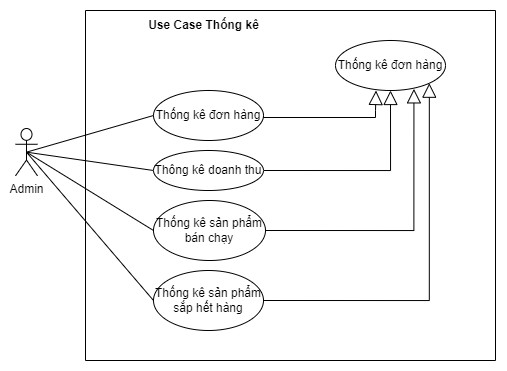 Use Case Thống kê
Thống kê đơn hàng
Thống kê đơn hàng
Thông kê doanh thu
Admin
Thống kê sản phẩm
bán chạy
Thống kê sản phẩm
sắp hết hàng